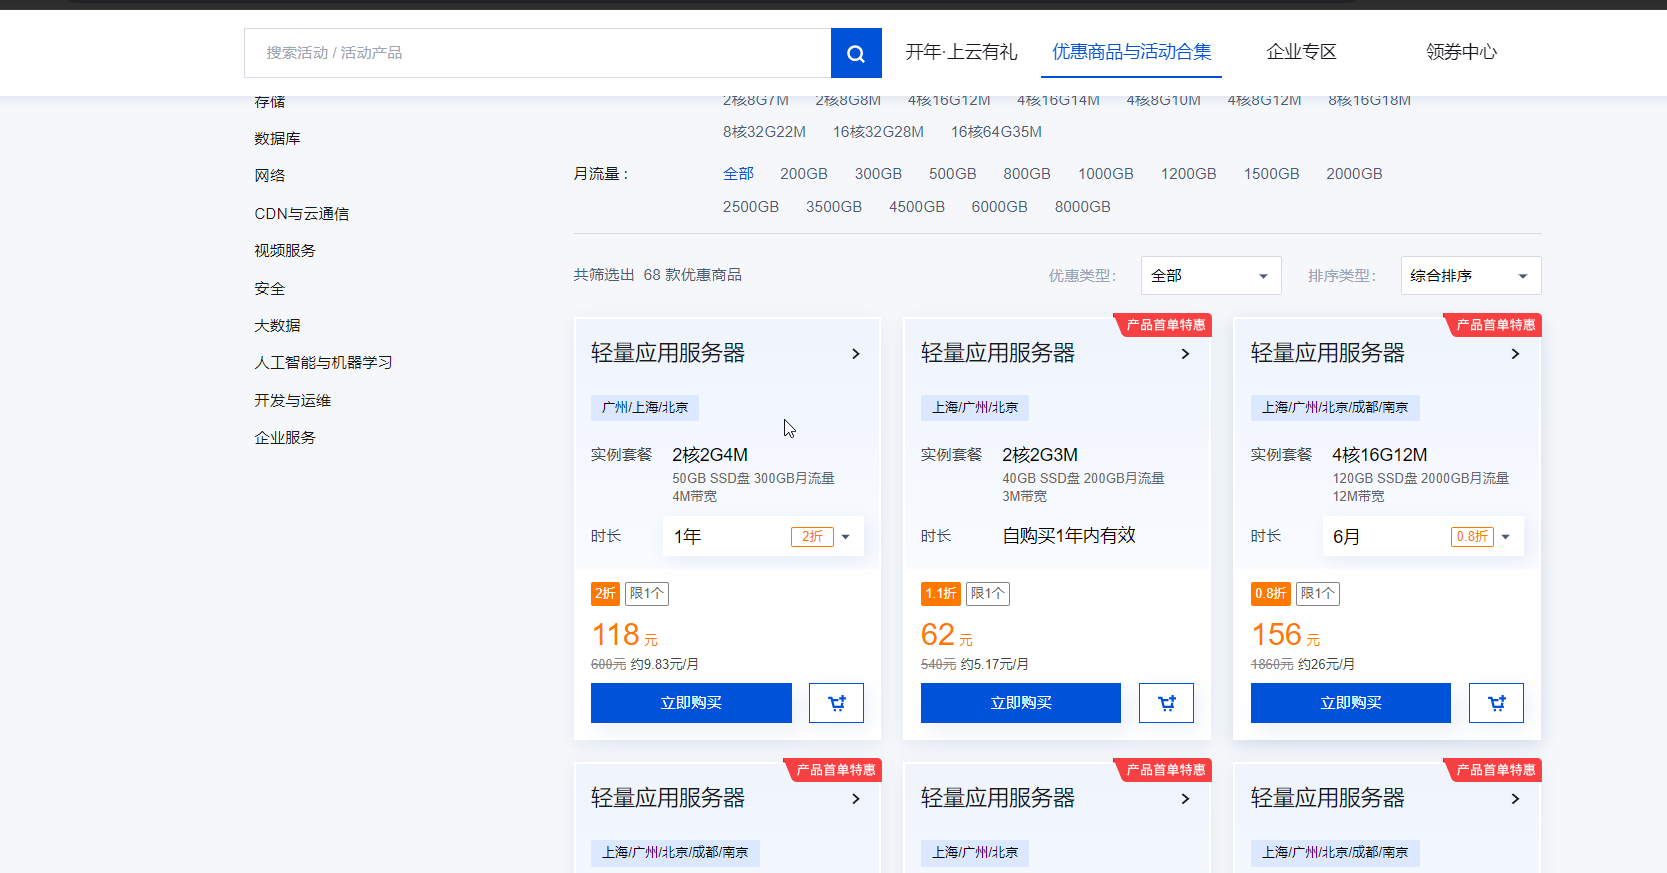 搜索活动 / 活动产品
开年·上云有礼
优惠商品与活动合集
企业专区
领券中心
存储
数据库
网络
CDN与云通信
视频服务
安全
大数据
人工智能与机器学习
开发与运维
企业服务
2核8G7M 2核8G8M 4核16G12M 4核16G14M 4核8G10M 4核8G12M 8核16G18M
8核32G22M 16核32G28M 16核64G35M
月流量： 全部 200GB 300GB 500GB 800GB 1000GB 1200GB 1500GB 2000GB
2500GB 3500GB 4500GB 6000GB 8000GB
共筛选出 68 款优惠商品
优惠类型： 全部
排序类型： 综合排序
轻量应用服务器
广州/上海/北京
实例套餐 2核2G4M
50GB SSD盘 300GB月流量
4M带宽
时长 1年 2折
2折 限1个
118 元
600元 约9.83元/月
立即购买
产品首单特惠
轻量应用服务器
上海/广州/北京
实例套餐 2核2G3M
40GB SSD盘 200GB月流量
3M带宽
时长 自购买1年内有效
1.1折 限1个
62 元
540元 约5.17元/月
立即购买
产品首单特惠
轻量应用服务器
上海/广州/北京/成都/南京
实例套餐 4核16G12M
120GB SSD盘 2000GB月流量
12M带宽
时长 6月 0.8折
0.8折 限1个
156 元
1860元 约26元/月
立即购买
产品首单特惠
轻量应用服务器
上海/广州/北京/成都/南京
产品首单特惠
轻量应用服务器
上海/广州/北京
产品首单特惠
轻量应用服务器
上海/广州/北京/成都/南京